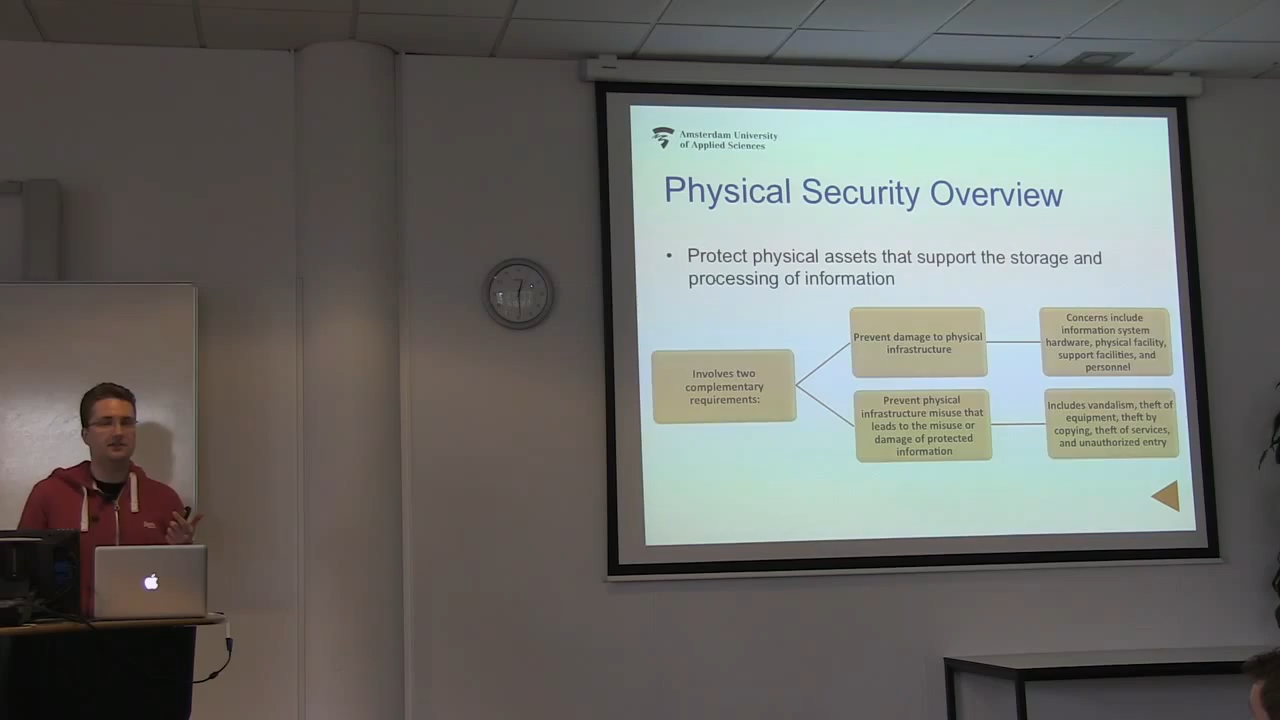 Amsterdam University
of Applied Sciences
Physical Security Overview
• Protect physical assets that support the storage and
processing of information
Involves two
complementary
requirements:
Prevent damage to physical
infrastructure
Concerns include
information system
hardware, physical facility,
support facilities, and
personnel
Prevent physical
infrastructure misuse that
leads to the misuse or
damage of protected
information
Includes vandalism, theft of
equipment, theft by
copying, theft of services,
and unauthorized entry